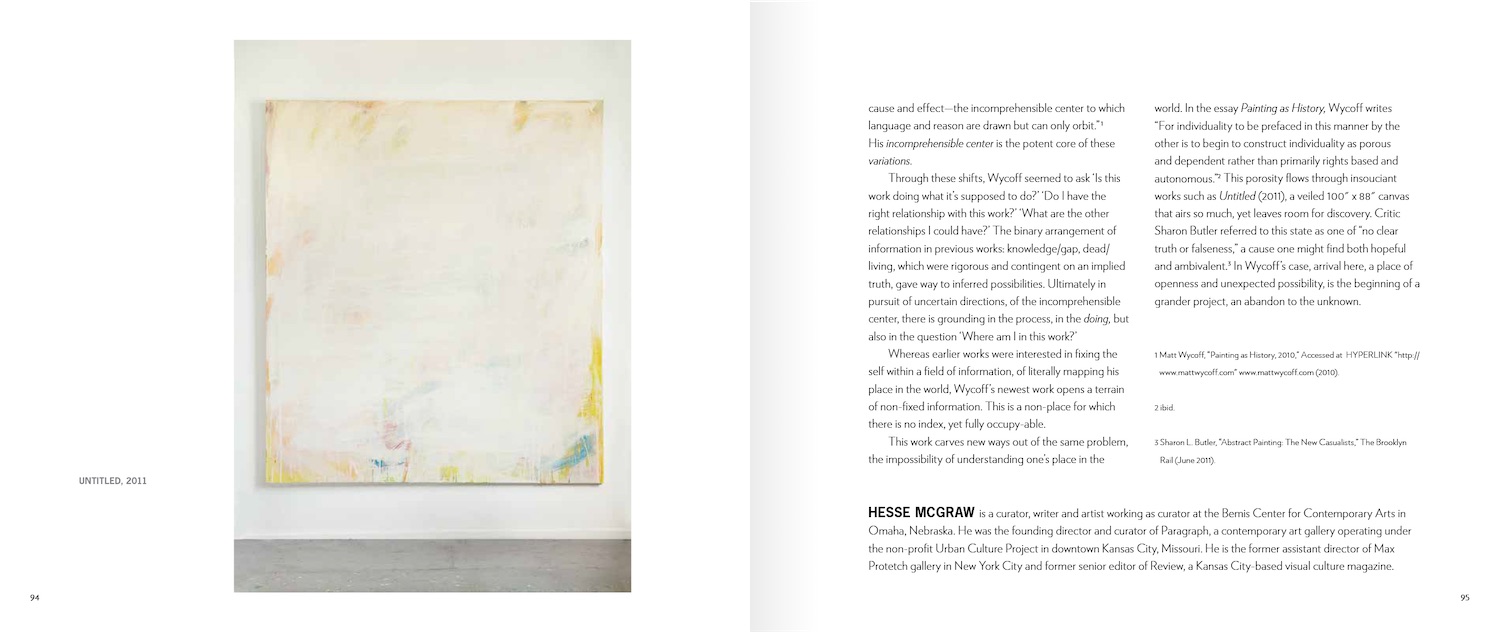 UNTITLED, 2011
94
cause and effect—the incomprehensible center to which
language and reason are drawn but can only orbit.”¹
His incomprehensible center is the potent core of these
variations.
Through these shifts, Wycoff seemed to ask ‘Is this
work doing what it’s supposed to do?’ ‘Do I have the
right relationship with this work?’ ‘What are the other
relationships I could have?’ The binary arrangement of
information in previous works: knowledge/gap, dead/
living, which were rigorous and contingent on an implied
truth, gave way to inferred possibilities. Ultimately in
pursuit of uncertain directions, of the incomprehensible
center, there is grounding in the process, in the doing, but
also in the question ‘Where am I in this work?’
Whereas earlier works were interested in fixing the
self within a field of information, of literally mapping his
place in the world, Wycoff’s newest work opens a terrain
of non-fixed information. This is a non-place for which
there is no index, yet fully occupy-able.
This work carves new ways out of the same problem,
the impossibility of understanding one’s place in the
world. In the essay Painting as History, Wycoff writes
“For individuality to be prefaced in this manner by the
other is to begin to construct individuality as porous
and dependent rather than primarily rights based and
autonomous.”² This porosity flows through insouciant
works such as Untitled (2011), a veiled 100″ x 88″ canvas
that airs so much, yet leaves room for discovery. Critic
Sharon Butler referred to this state as one of “no clear
truth or falseness,” a cause one might find both hopeful
and ambivalent.³ In Wycoff’s case, arrival here, a place of
openness and unexpected possibility, is the beginning of a
grander project, an abandon to the unknown.
1 Matt Wycoff, “Painting as History, 2010,” Accessed at HYPERLINK “http://
www.mattwycoff.com” www.mattwycoff.com (2010).
2 ibid.
3 Sharon L. Butler, “Abstract Painting: The New Casualists,” The Brooklyn
Rail (June 2011).
HESSE MCGRAW is a curator, writer and artist working as curator at the Bemis Center for Contemporary Arts in
Omaha, Nebraska. He was the founding director and curator of Paragraph, a contemporary art gallery operating under
the non-profit Urban Culture Project in downtown Kansas City, Missouri. He is the former assistant director of Max
Protetch gallery in New York City and former senior editor of Review, a Kansas City-based visual culture magazine.
95